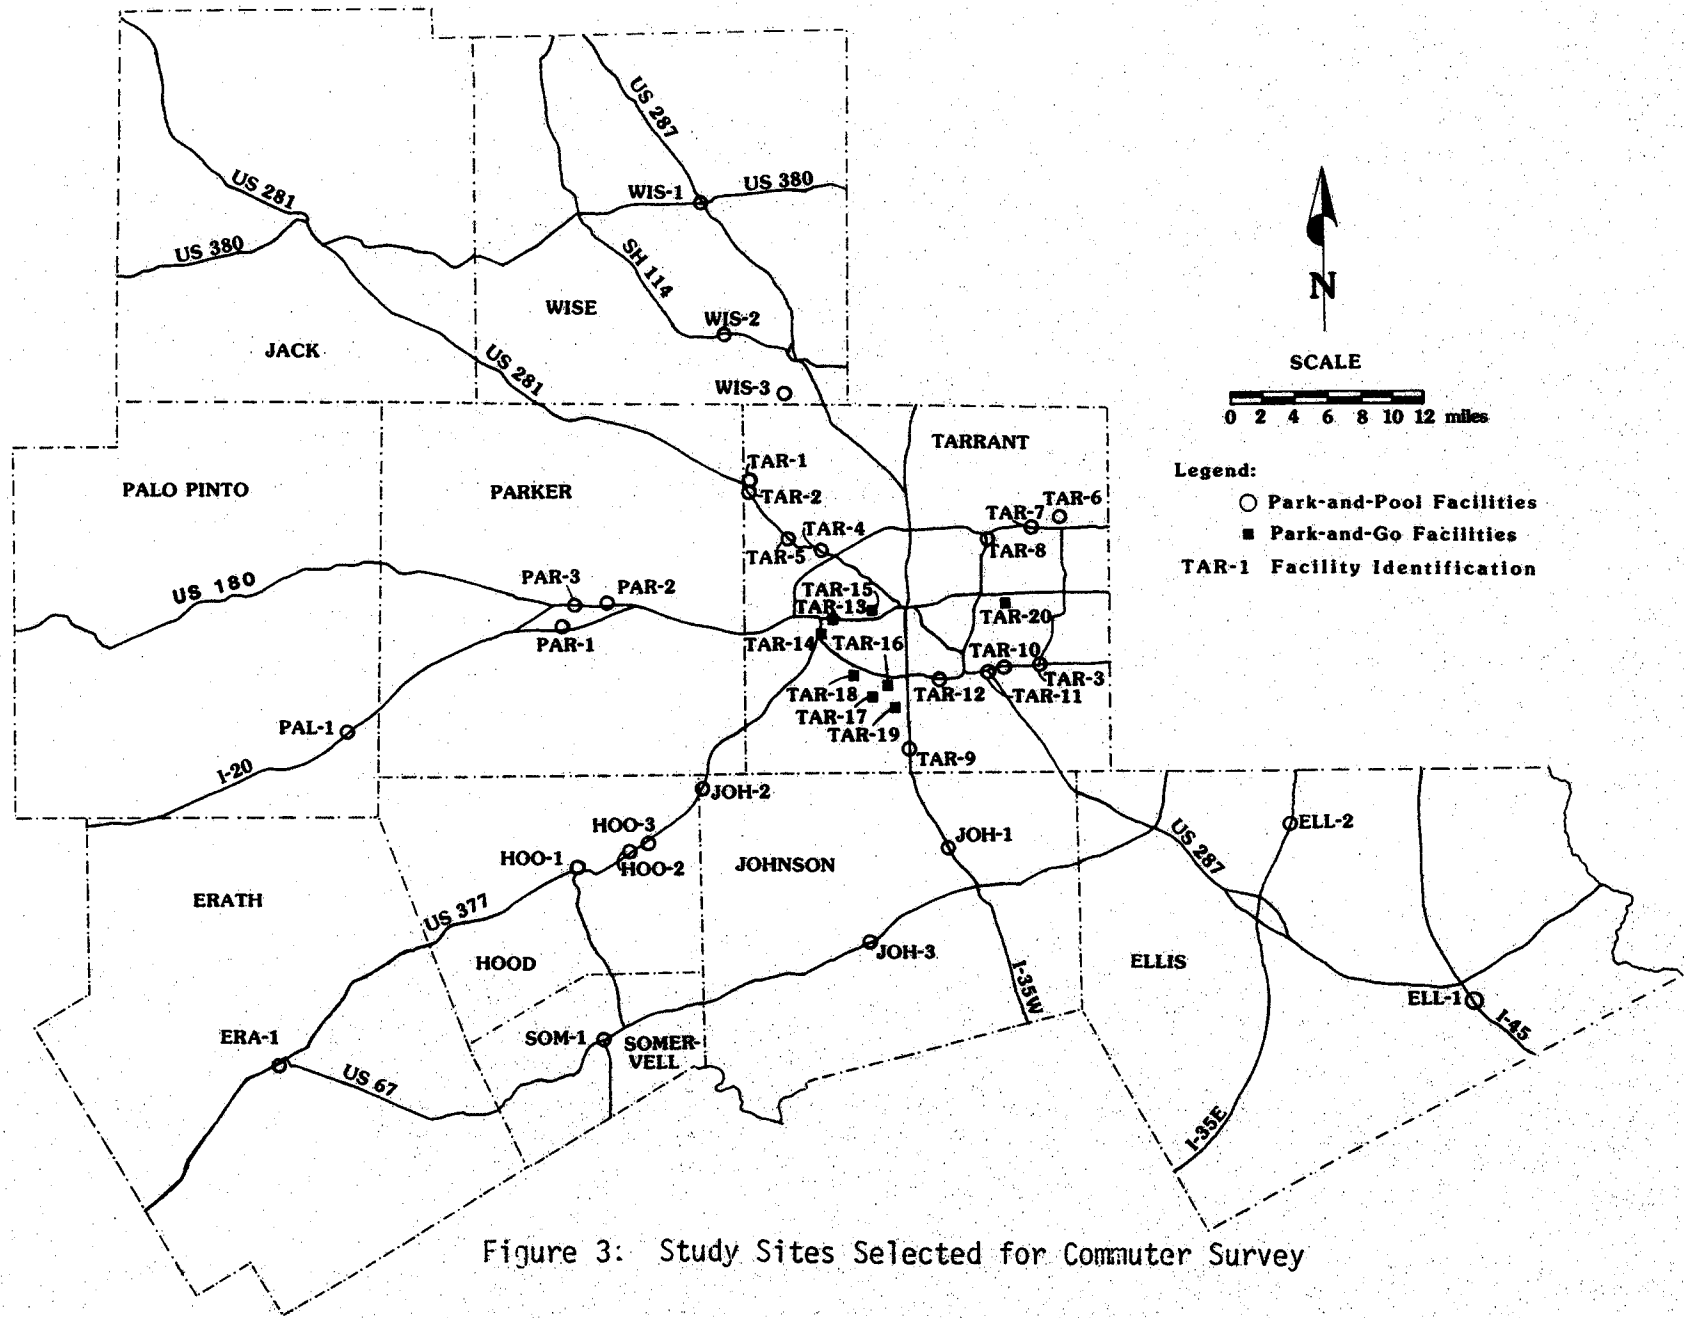 US 287
US 281
WIS-1
US 380
US 380
SH 114
N
WISE
WIS-2
JACK
US 281
SCALE
WIS-3
0 2 4 6 8 10 12 miles
TARRANT
TAR-1
Legend:
PALO PINTO
PARKER
TAR-2
TAR-6
Park-and-Pool Facilities
TAR-7
TAR-4
Park-and-Go Facilities
TAR-5
TAR-8
TAR-1 Facility Identification
PAR-3
PAR-2
US 180
TAR-15
TAR-13
TAR-20
PAR-1
TAR-14
TAR-16
TAR-10
TAR-3
TAR-18
TAR-12
TAR-11
TAR-17
PAL-1
TAR-19
I-20
TAR-9
JOH-2
HOO-3
ELL-2
JOH-1
US 287
HOO-1
HOO-2
JOHNSON
ERATH
US 377
JOH-3
HOOD
ELLIS
I-35W
ELL-1
I-45
ERA-1
SOM-1
SOMER-
VELL
US 67
I-35E
Figure 3: Study Sites Selected for Commuter Survey